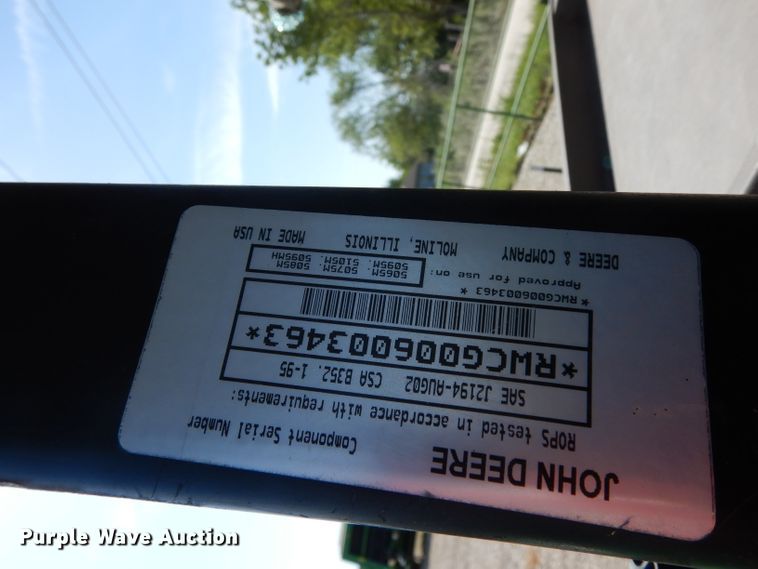 JOHN DEERE
Component Serial Number
ROPS tested in accordance with requirements:
SAE J2194-AUG02 CSA B352. 1-95
*RWCG006003463*
*RWCG006003463*
Approved for use on:
5065M. 5075M. 5085M
5095M. 5105M. 5095MH
DEERE & COMPANY MOLINE, ILLINOIS MADE IN USA
Purple Wave Auction